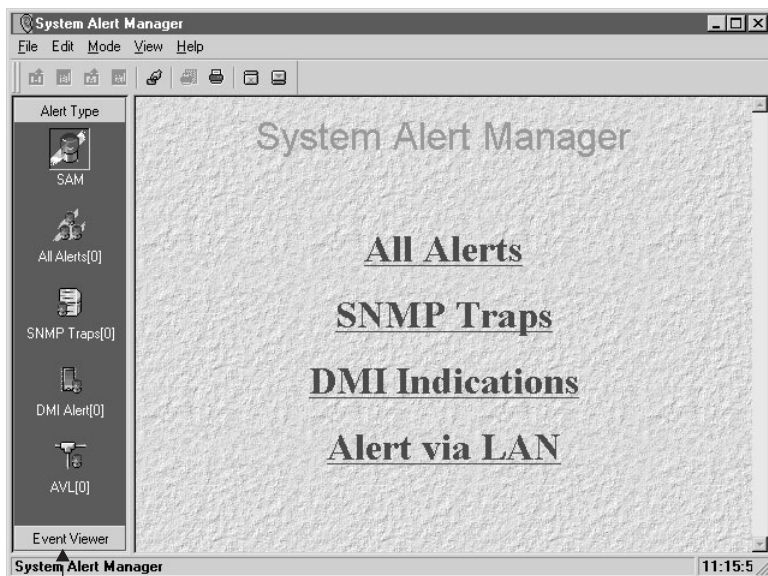 System Alert Manager
File Edit Mode View Help
Alert Type
SAM
All Alerts[0]
SNMP Traps[0]
DMI Alert[0]
AVL[0]
Event Viewer
System Alert Manager
All Alerts
SNMP Traps
DMI Indications
Alert via LAN
System Alert Manager
11:15:5